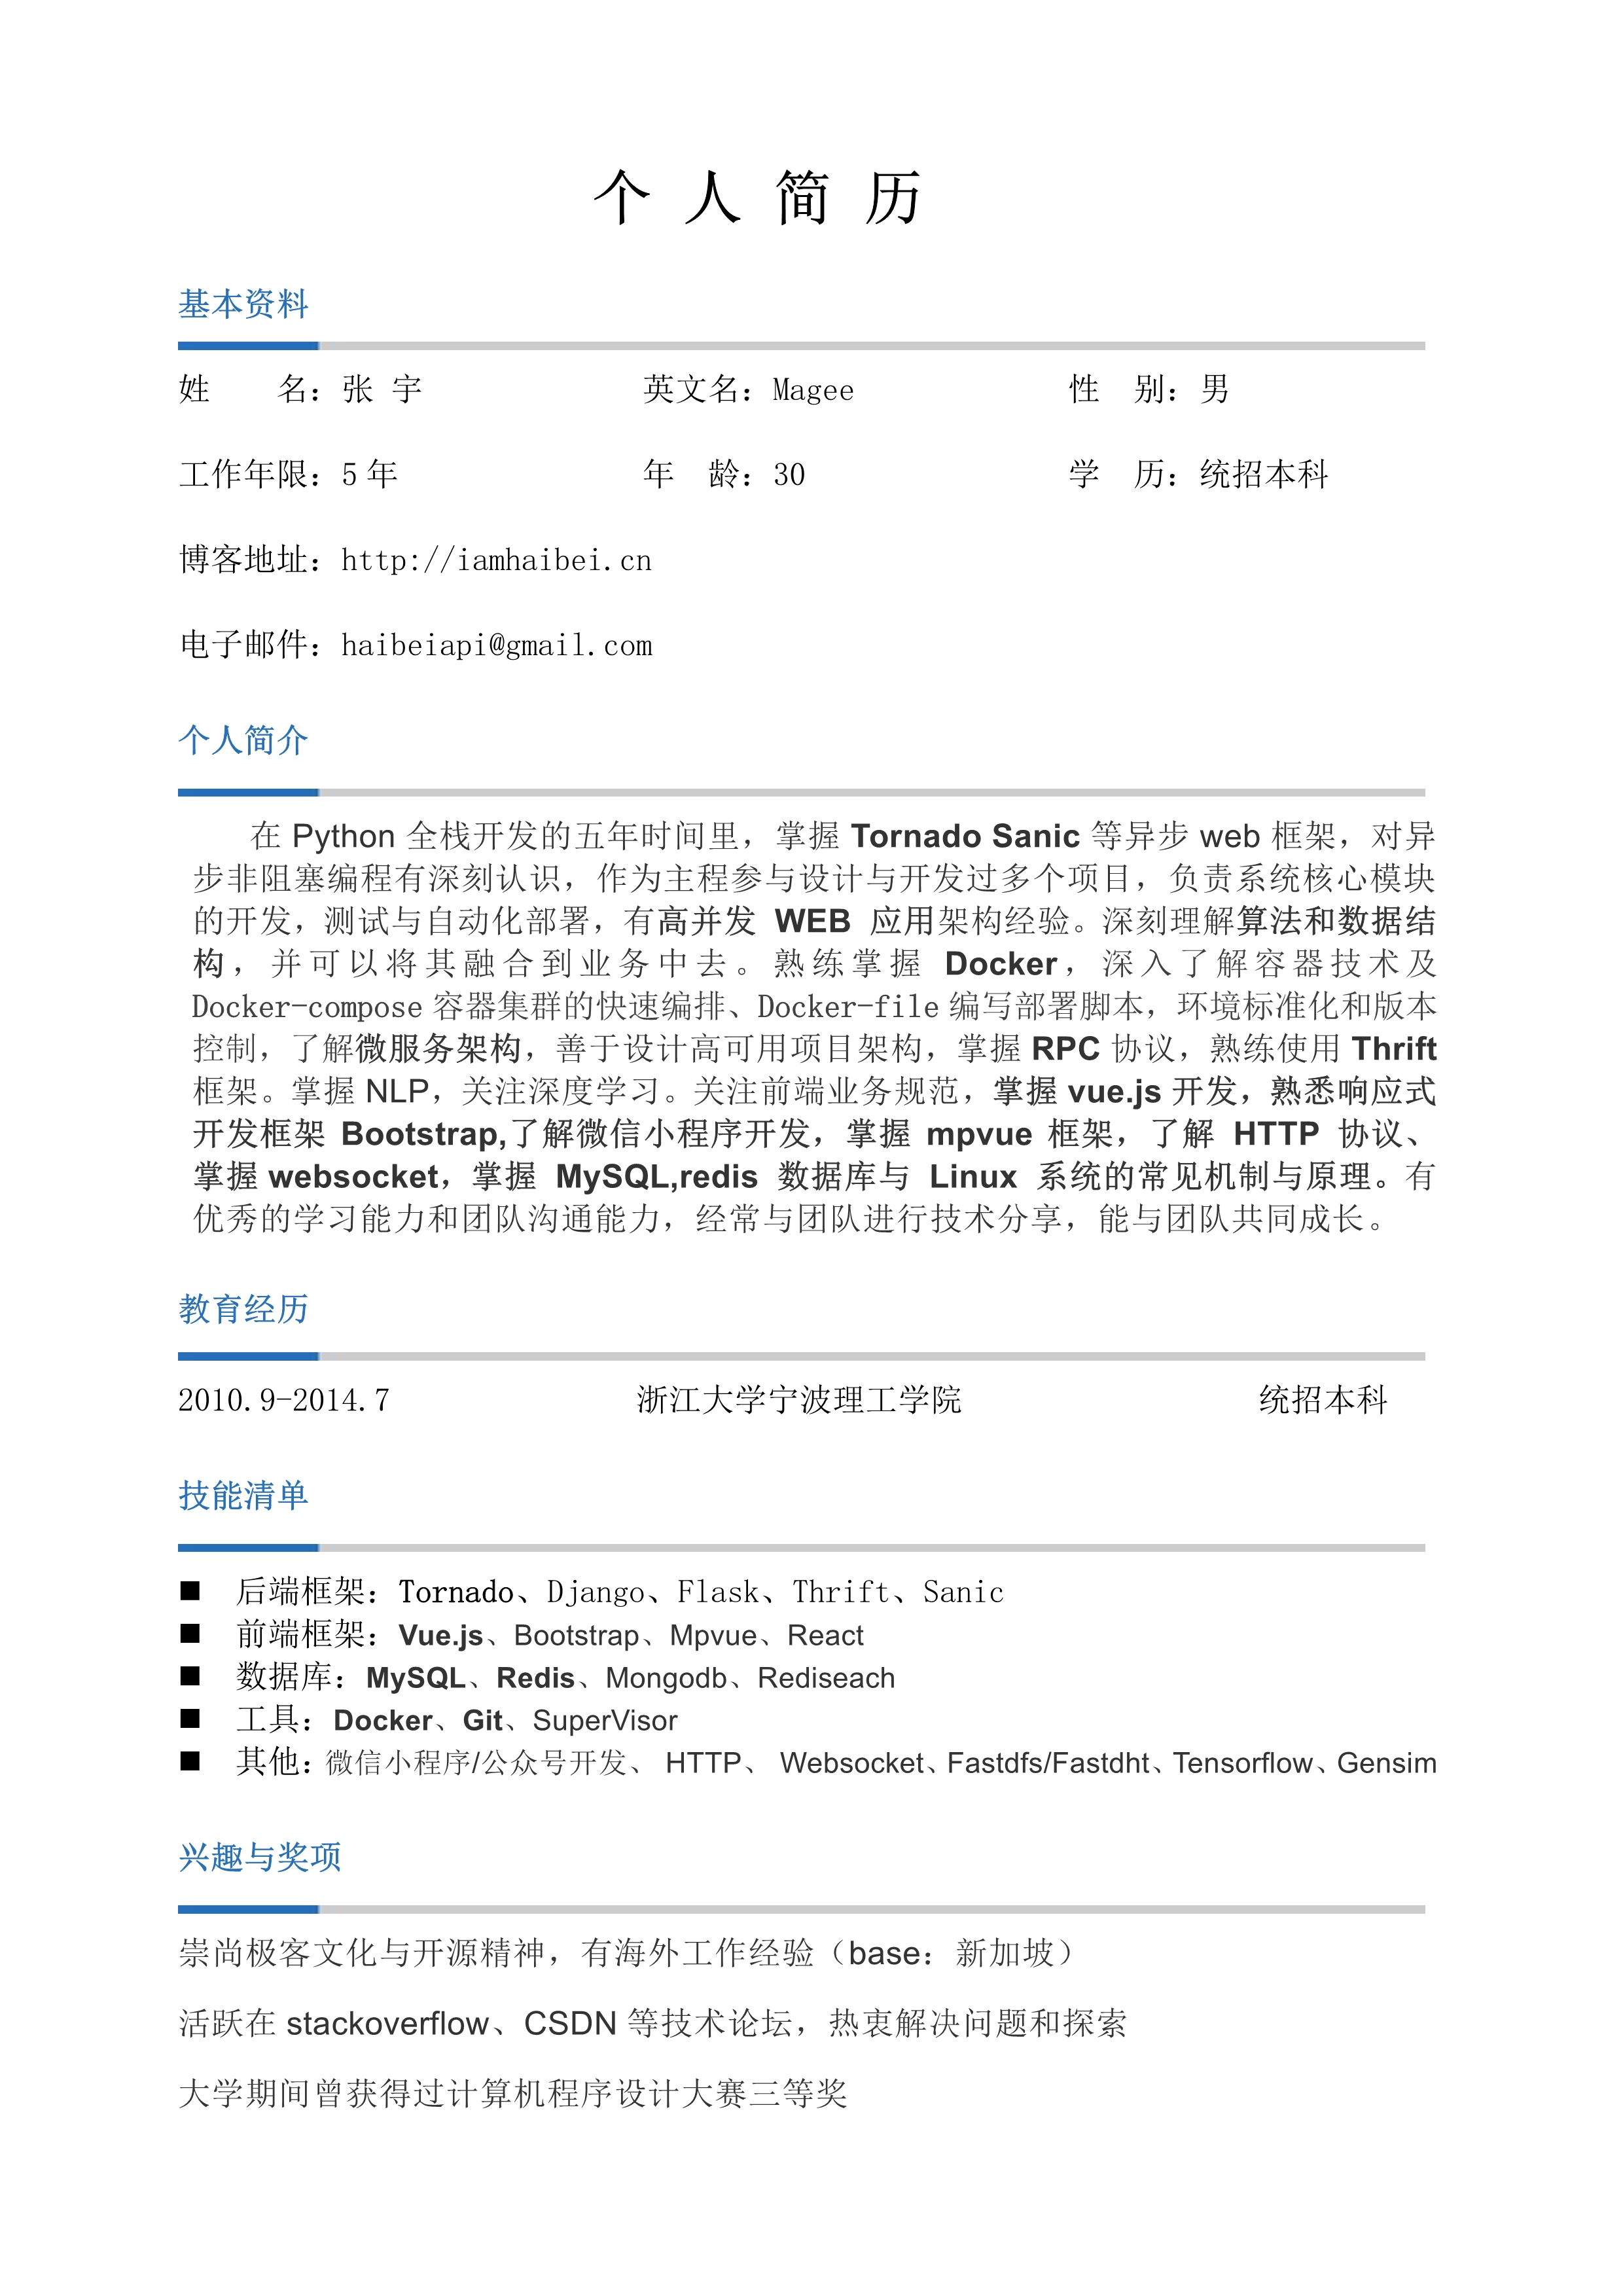 个人简历
基本资料
姓　　名：张 宇　　英文名：Magee　　性　别：男
工作年限：5 年　　年　龄：30　　学　历：统招本科
博客地址：http://iamhaibei.cn
电子邮件：haibeiapi@gmail.com
个人简介
在 Python 全栈开发的五年时间里，掌握 Tornado Sanic 等异步 web 框架，对异
步非阻塞编程有深刻认识，作为主程参与设计与开发过多个项目，负责系统核心模块
的开发，测试与自动化部署，有高并发 WEB 应用架构经验。深刻理解算法和数据结
构，并可以将其融合到业务中去。熟练掌握 Docker，深入了解容器技术及
Docker-compose 容器集群的快速编排、Docker-file 编写部署脚本，环境标准化和版本
控制，了解微服务架构，善于设计高可用项目架构，掌握 RPC 协议，熟练使用 Thrift
框架。掌握 NLP，关注深度学习。关注前端业务规范，掌握 vue.js 开发，熟悉响应式
开发框架 Bootstrap,了解微信小程序开发，掌握 mpvue 框架，了解 HTTP 协议、
掌握 websocket，掌握 MySQL,redis 数据库与 Linux 系统的常见机制与原理。有
优秀的学习能力和团队沟通能力，经常与团队进行技术分享，能与团队共同成长。
教育经历
2010.9-2014.7　　浙江大学宁波理工学院　　统招本科
技能清单
■ 后端框架：Tornado、Django、Flask、Thrift、Sanic
■ 前端框架：Vue.js、Bootstrap、Mpvue、React
■ 数据库：MySQL、Redis、Mongodb、Rediseach
■ 工具：Docker、Git、SuperVisor
■ 其他：微信小程序/公众号开发、 HTTP、 Websocket、Fastdfs/Fastdht、Tensorflow、Gensim
兴趣与奖项
崇尚极客文化与开源精神，有海外工作经验（base：新加坡）
活跃在 stackoverflow、CSDN 等技术论坛，热衷解决问题和探索
大学期间曾获得过计算机程序设计大赛三等奖